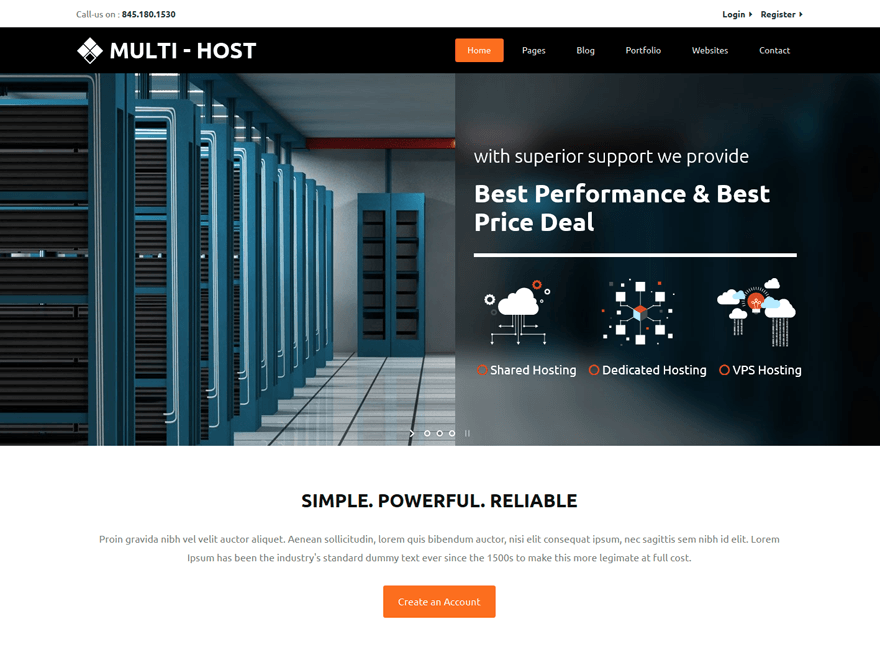 Call-us on : 845.180.1530
Login Register
MULTI - HOST
Home Pages Blog Portfolio Websites Contact
with superior support we provide
Best Performance & Best
Price Deal
Shared Hosting Dedicated Hosting VPS Hosting
SIMPLE. POWERFUL. RELIABLE
Proin gravida nibh vel velit auctor aliquet. Aenean sollicitudin, lorem quis bibendum auctor, nisi elit consequat ipsum, nec sagittis sem nibh id elit. Lorem
Ipsum has been the industry's standard dummy text ever since the 1500s to make this more legimate at full cost.
Create an Account